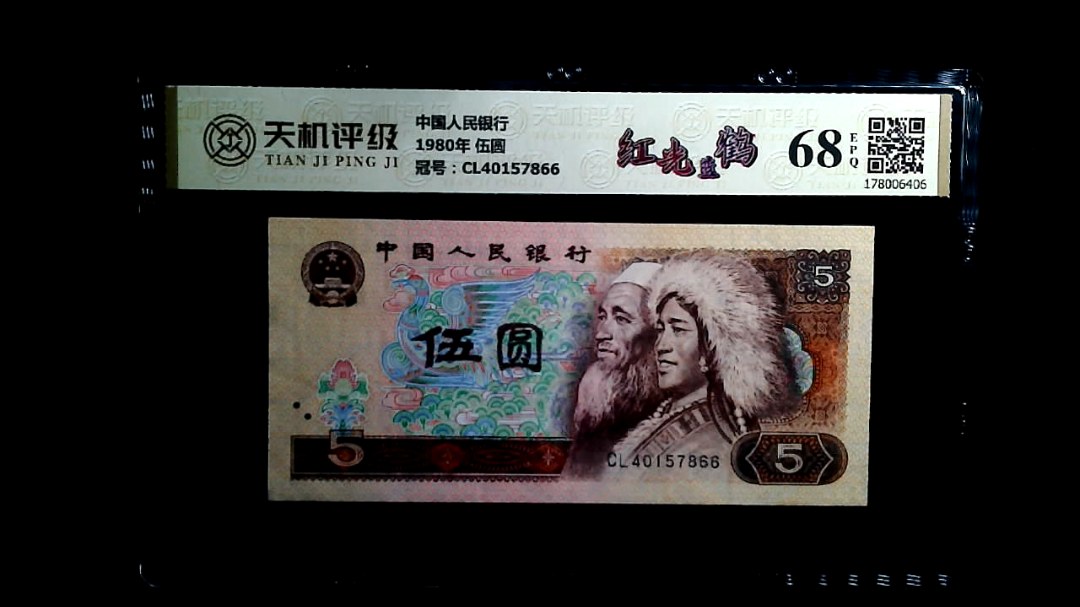 天机评级
TIAN JI PING JI
中国人民银行
1980年 伍圆
冠号：CL40157866
红光蓝鹤
68
EPQ
178006406
中国人民银行
5
伍圆
5
CL40157866
5